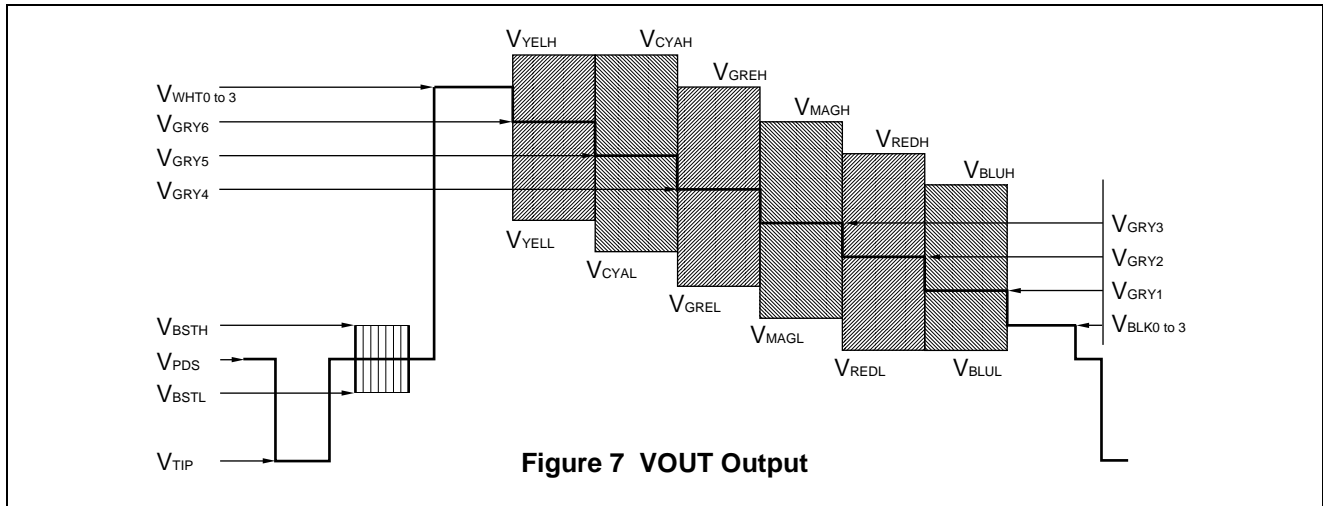 VYELH
VCYAH
VGREH
VMAGH
VREDH
VBLUH
VWHT0 to 3
VGRY6
VGRY5
VGRY4
VYELL
VCYAL
VGREL
VMAGL
VREDL
VBLUL
VGRY3
VGRY2
VGRY1
VBLK0 to 3
VBSTH
VPDS
VBSTL
VTIP
Figure 7 VOUT Output